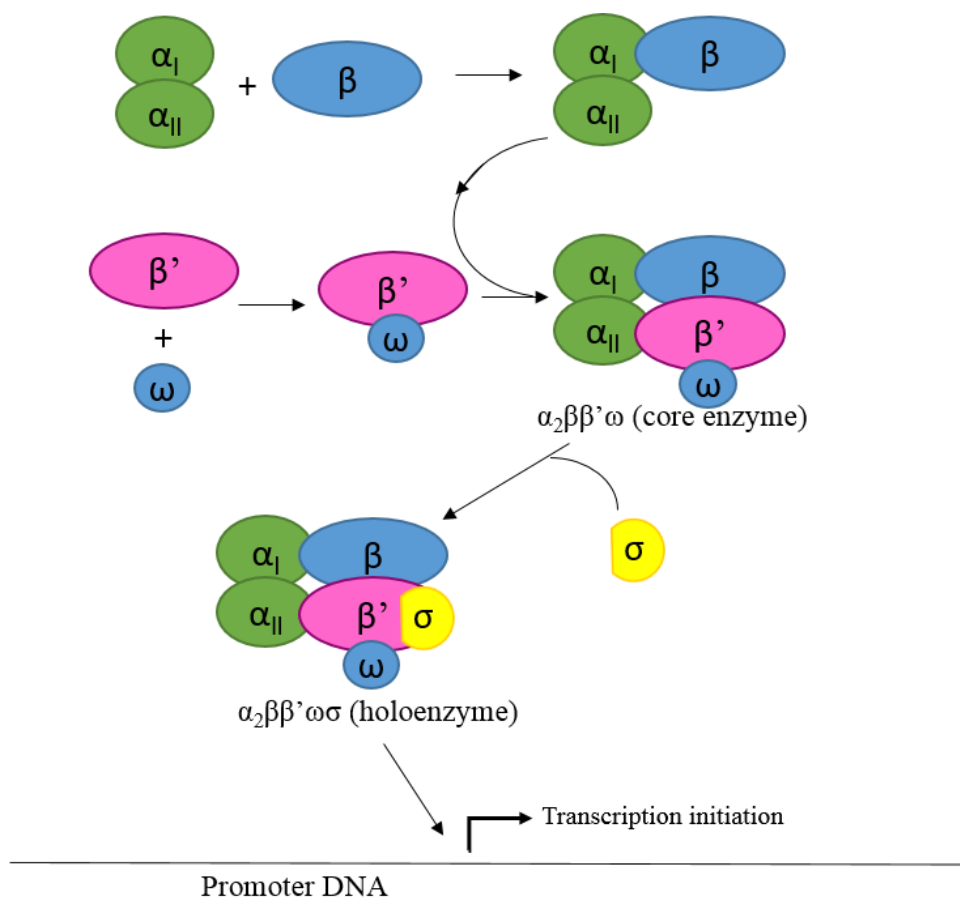 αI + β αI β
αII αII
β' β' αI β
+ ω αII β'
ω ω
α2ββ'ω (core enzyme)
αI β σ
αII β' σ
ω
α2ββ'ωσ (holoenzyme)
Transcription initiation
Promoter DNA